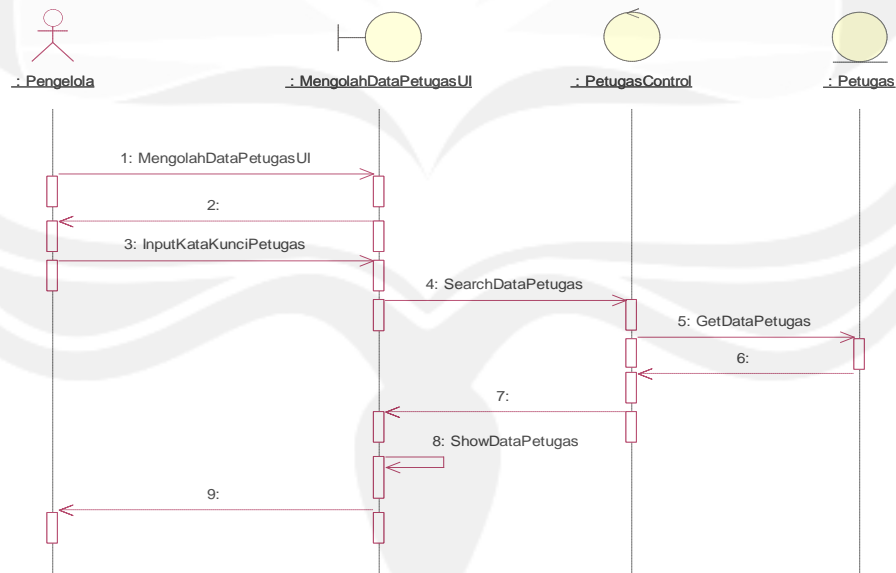 : Pengelola
: MengolahDataPetugasUI
: PetugasControl
: Petugas
1: MengolahDataPetugasUI
2:
3: InputKataKunciPetugas
4: SearchDataPetugas
5: GetDataPetugas
6:
7:
8: ShowDataPetugas
9: